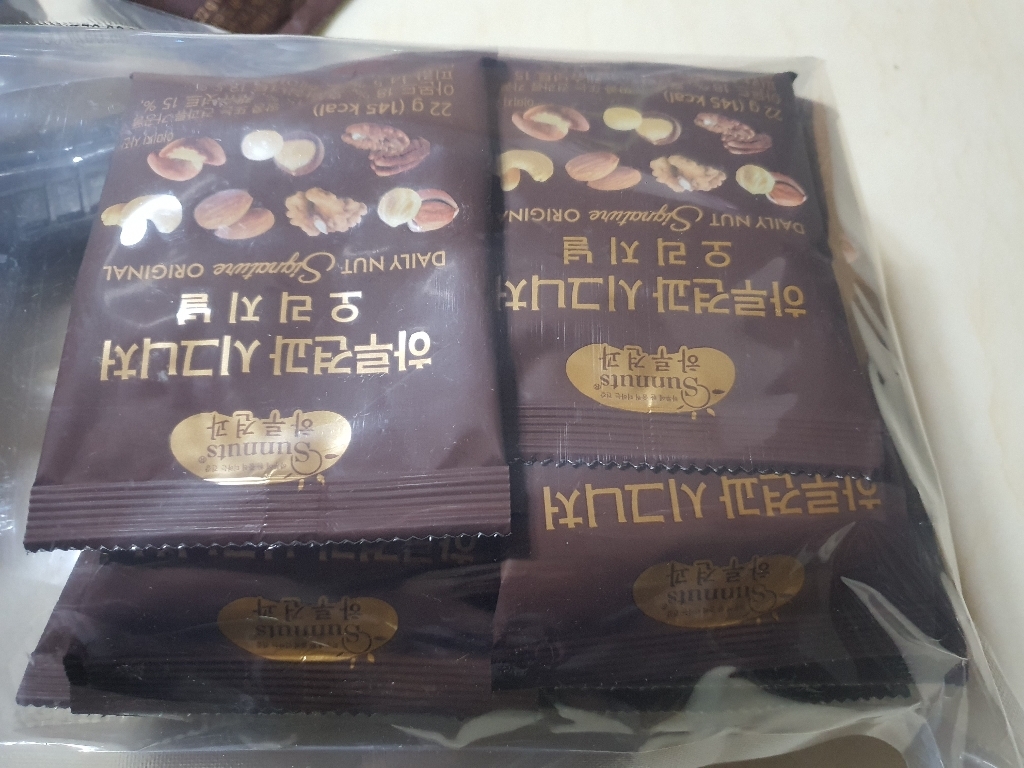 Sunnuts®
하루견과
하루견과 시그니처
오리지널
DAILY NUT Signature ORIGINAL
22 g (145 kcal)
Sunnuts®
하루견과
하루견과 시그니처
오리지널
DAILY NUT Signature ORIGINAL
22 g (145 kcal)
Sunnuts
하루견과
Sunnuts
하루견과
하루견과 시그니처